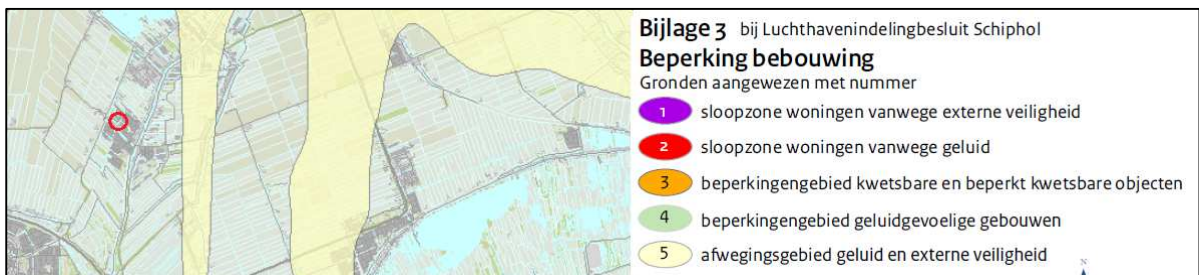 Bijlage 3 bij Luchthavenindelingbesluit Schiphol
Beperking bebouwing
Gronden aangewezen met nummer
1 sloopzone woningen vanwege externe veiligheid
2 sloopzone woningen vanwege geluid
3 beperkingengebied kwetsbare en beperkt kwetsbare objecten
4 beperkingengebied geluidgevoelige gebouwen
5 afwegingsgebied geluid en externe veiligheid
N